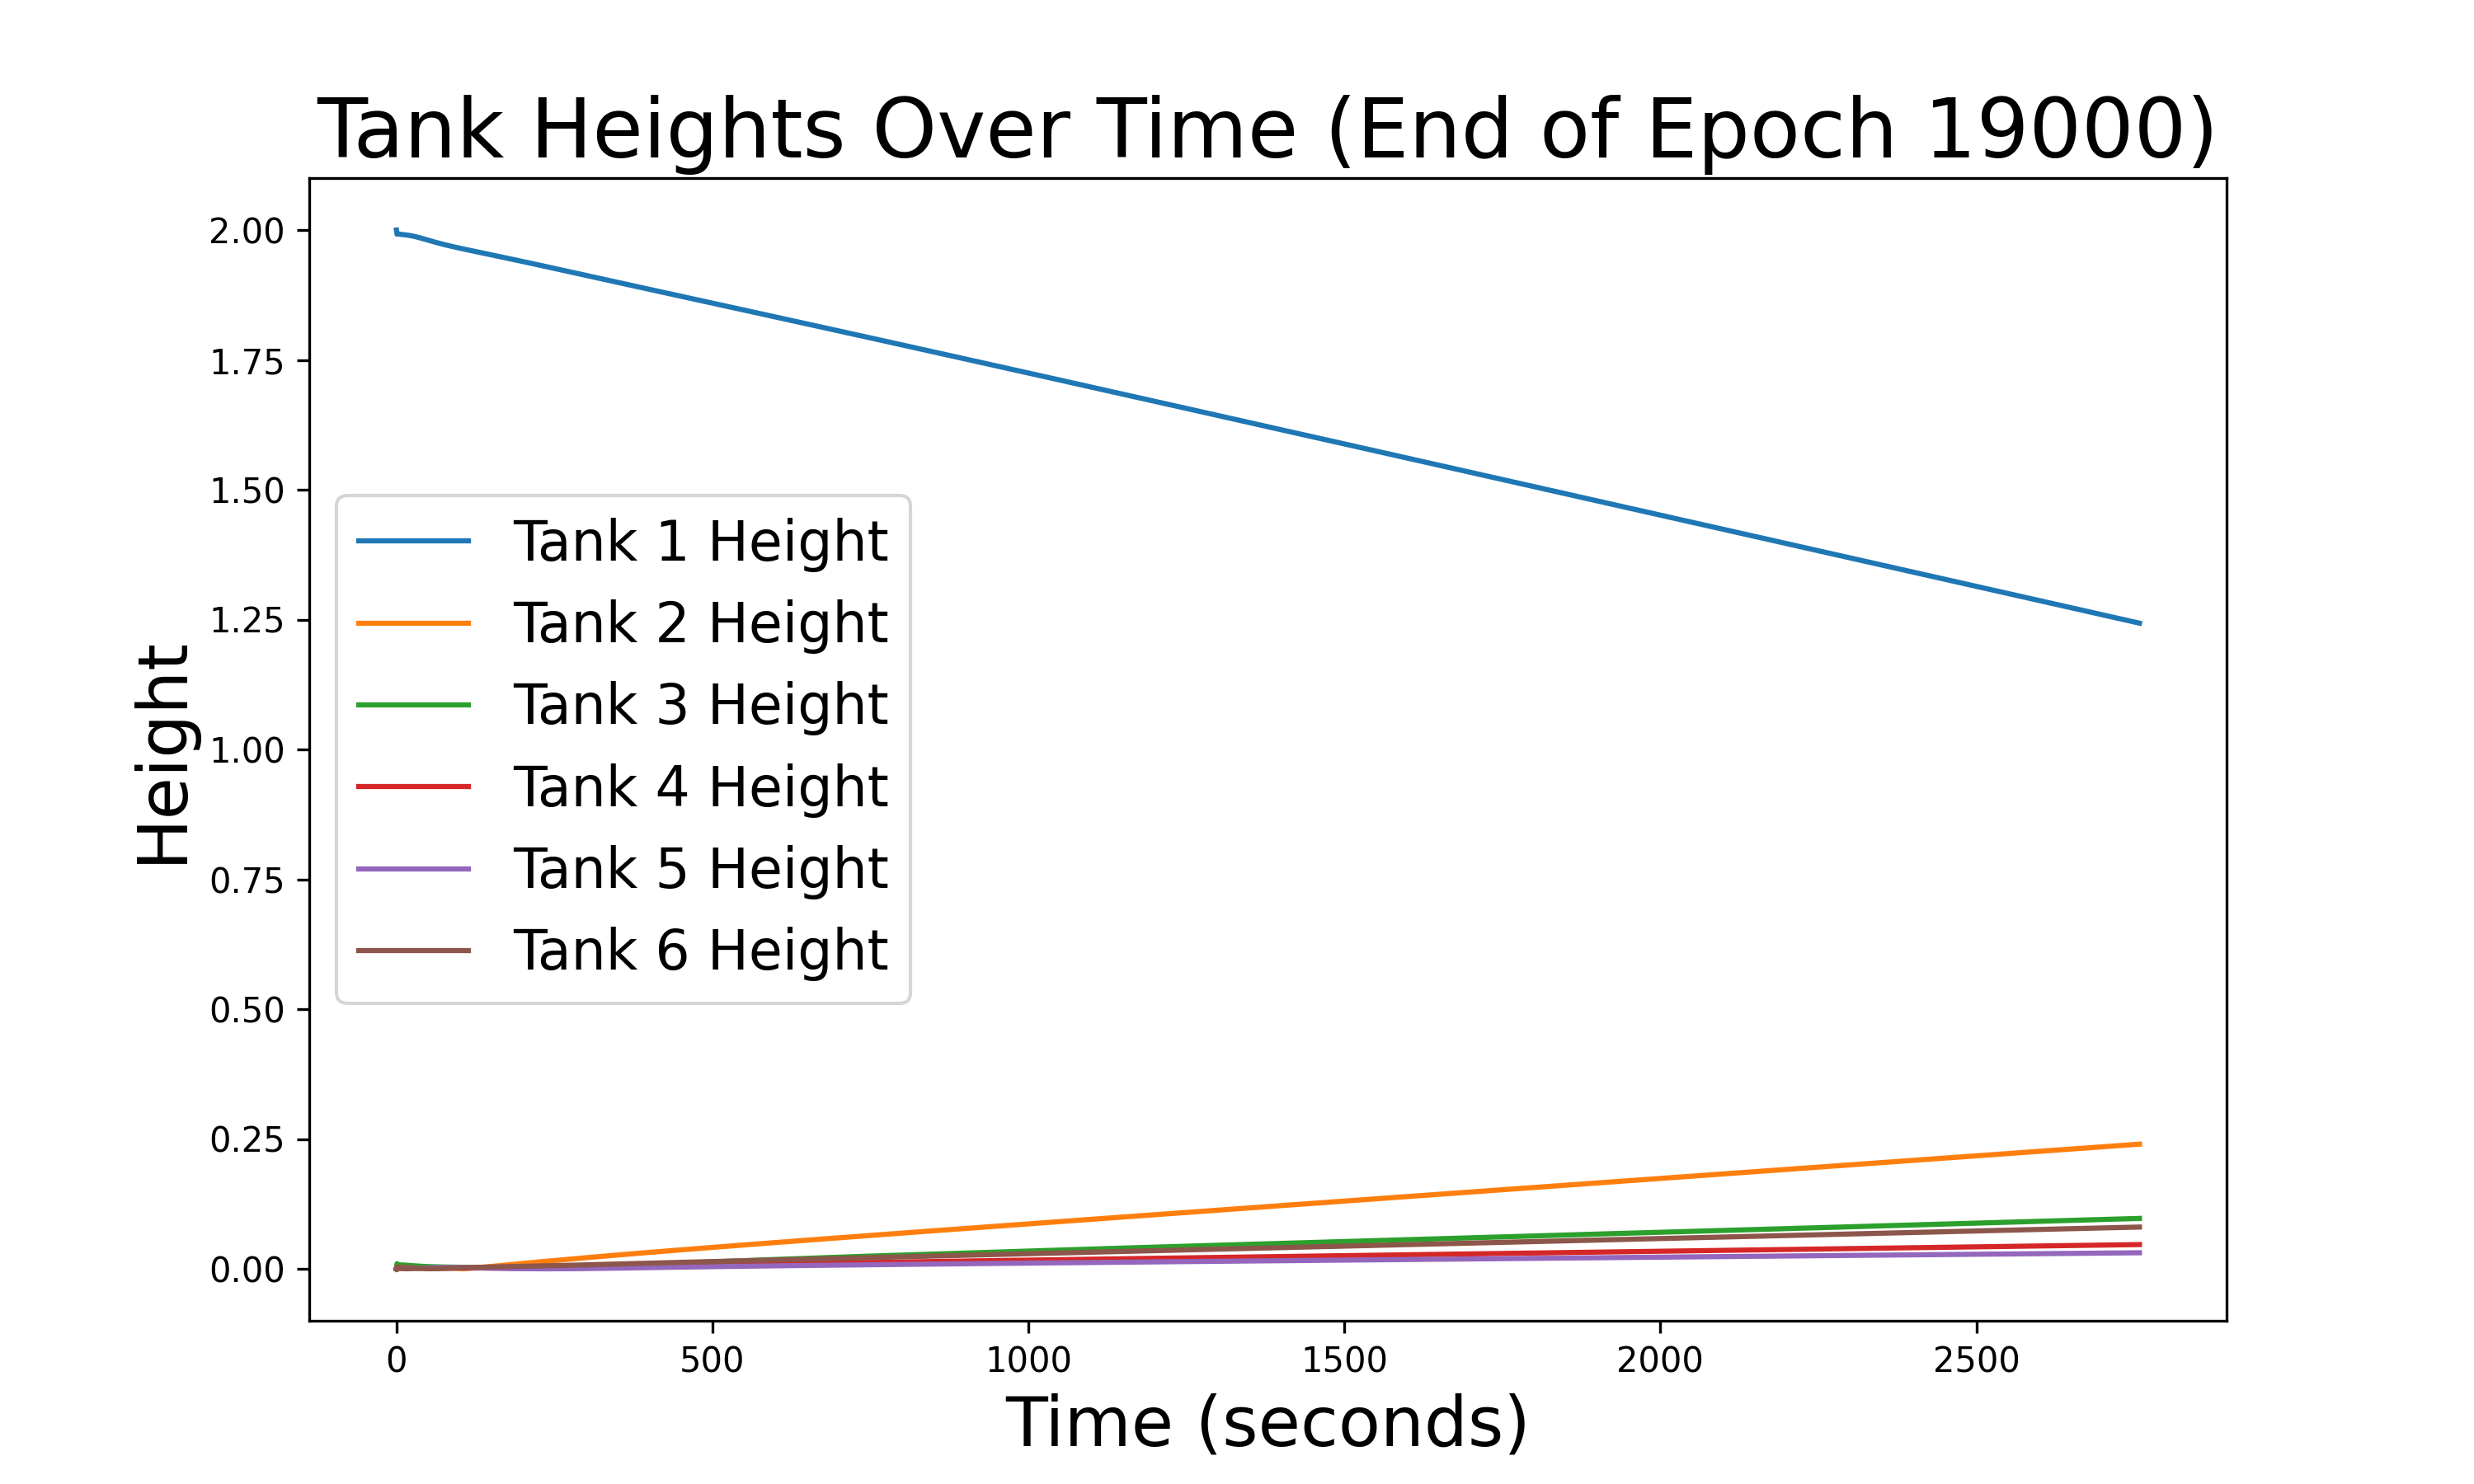 Tank Heights Over Time (End of Epoch 19000)
Height
2.00
1.75
1.50
1.25
1.00
0.75
0.50
0.25
0.00
Tank 1 Height
Tank 2 Height
Tank 3 Height
Tank 4 Height
Tank 5 Height
Tank 6 Height
0 500 1000 1500 2000 2500
Time (seconds)